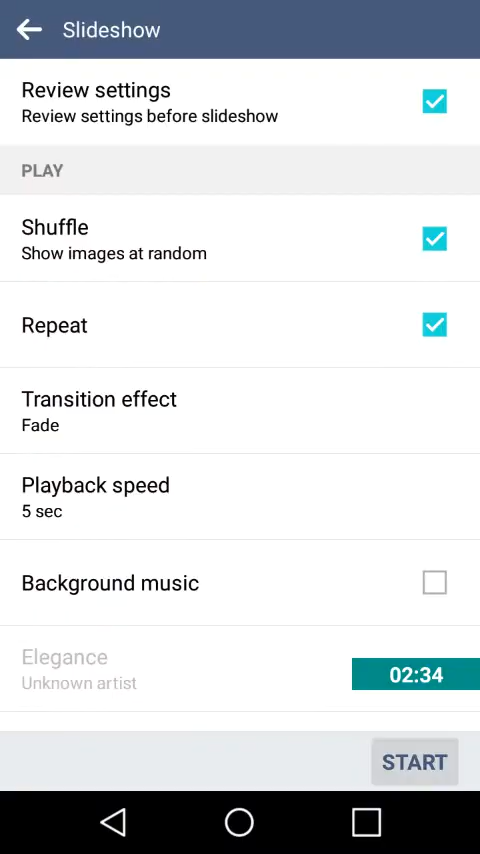 Slideshow
Review settings
Review settings before slideshow
PLAY
Shuffle
Show images at random
Repeat
Transition effect
Fade
Playback speed
5 sec
Background music
Elegance
Unknown artist
02:34
START